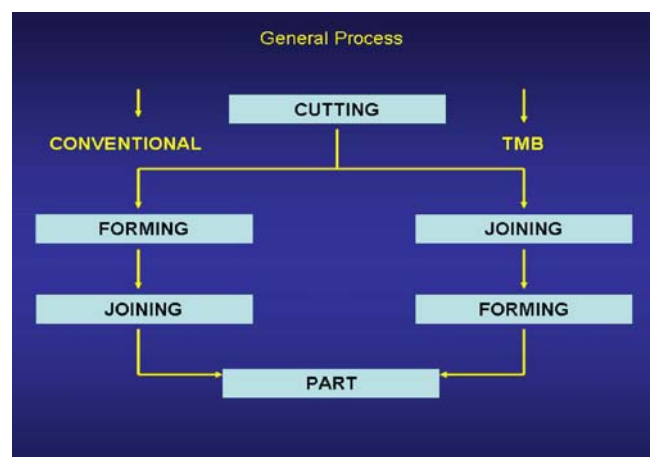 General Process
CUTTING
CONVENTIONAL
TMB
FORMING
JOINING
JOINING
FORMING
PART